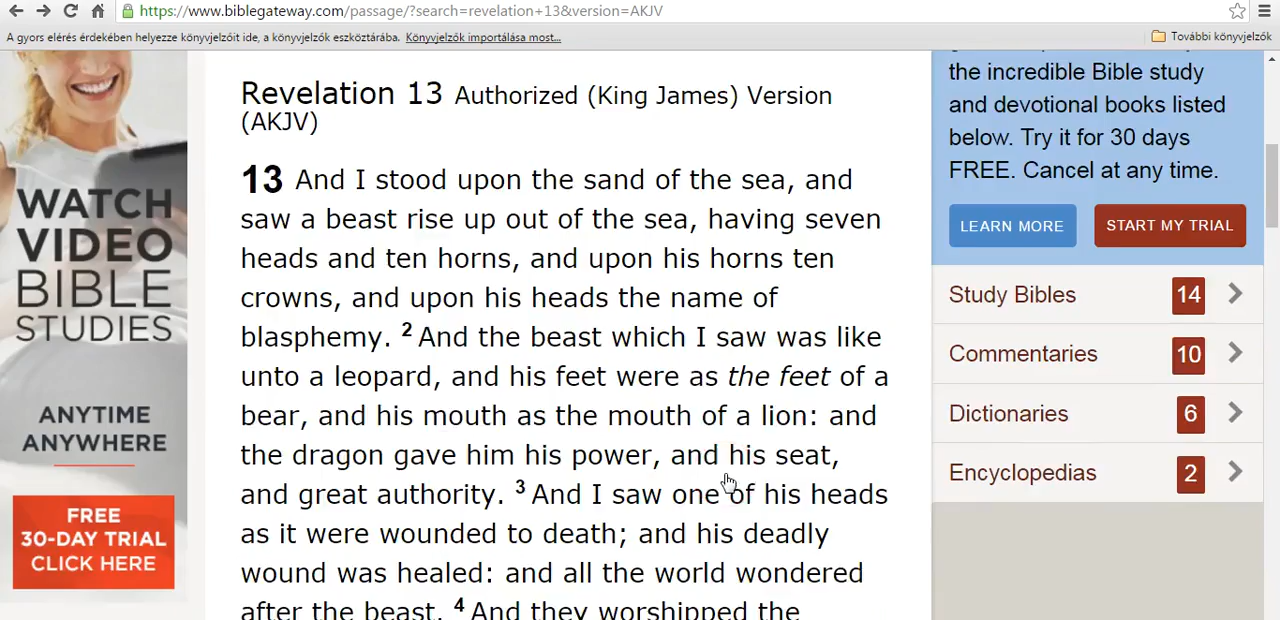 https://www.biblegateway.com/passage/?search=revelation+13&version=AKJV
A gyors elérés érdekében helyezze könyvjelzőit ide, a könyvjelzők eszköztárába. Könyvjelzők importálása most...
További könyvjelzők
WATCH
VIDEO
BIBLE
STUDIES
ANYTIME
ANYWHERE
FREE
30-DAY TRIAL
CLICK HERE
Revelation 13 Authorized (King James) Version
(AKJV)
13 And I stood upon the sand of the sea, and
saw a beast rise up out of the sea, having seven
heads and ten horns, and upon his horns ten
crowns, and upon his heads the name of
blasphemy. 2 And the beast which I saw was like
unto a leopard, and his feet were as the feet of a
bear, and his mouth as the mouth of a lion: and
the dragon gave him his power, and his seat,
and great authority. 3 And I saw one of his heads
as it were wounded to death; and his deadly
wound was healed: and all the world wondered
after the beast. 4 And they worshipped the
the incredible Bible study
and devotional books listed
below. Try it for 30 days
FREE. Cancel at any time.
LEARN MORE
START MY TRIAL
Study Bibles 14
Commentaries 10
Dictionaries 6
Encyclopedias 2